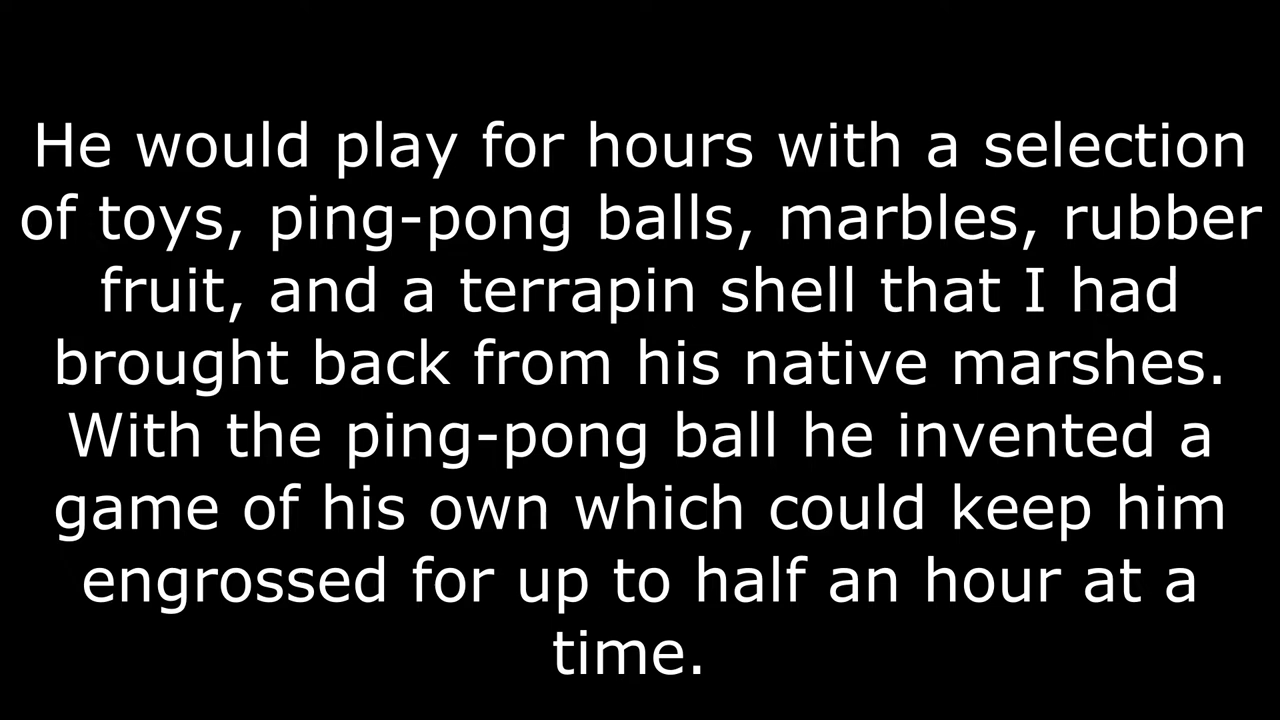 He would play for hours with a selection
of toys, ping-pong balls, marbles, rubber
fruit, and a terrapin shell that I had
brought back from his native marshes.
With the ping-pong ball he invented a
game of his own which could keep him
engrossed for up to half an hour at a
time.